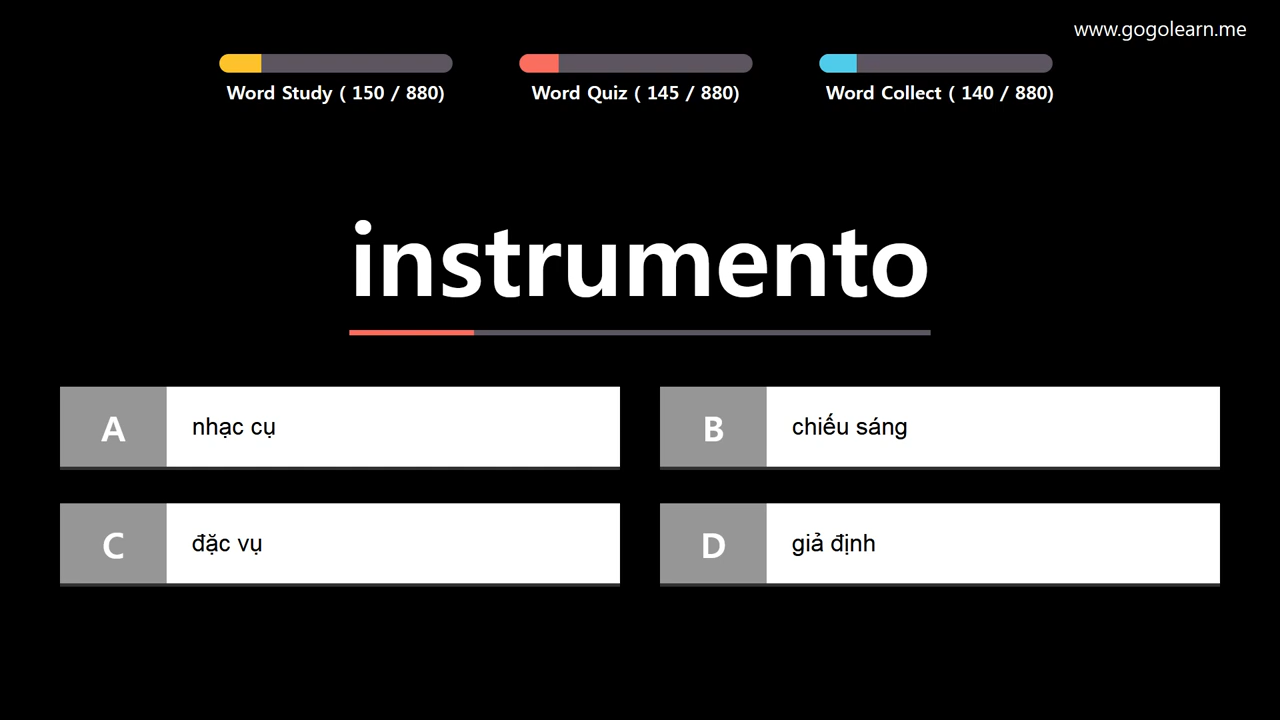 www.gogolearn.me
Word Study ( 150 / 880)
Word Quiz ( 145 / 880)
Word Collect ( 140 / 880)
instrumento
A nhạc cụ
B chiếu sáng
C đặc vụ
D giả định